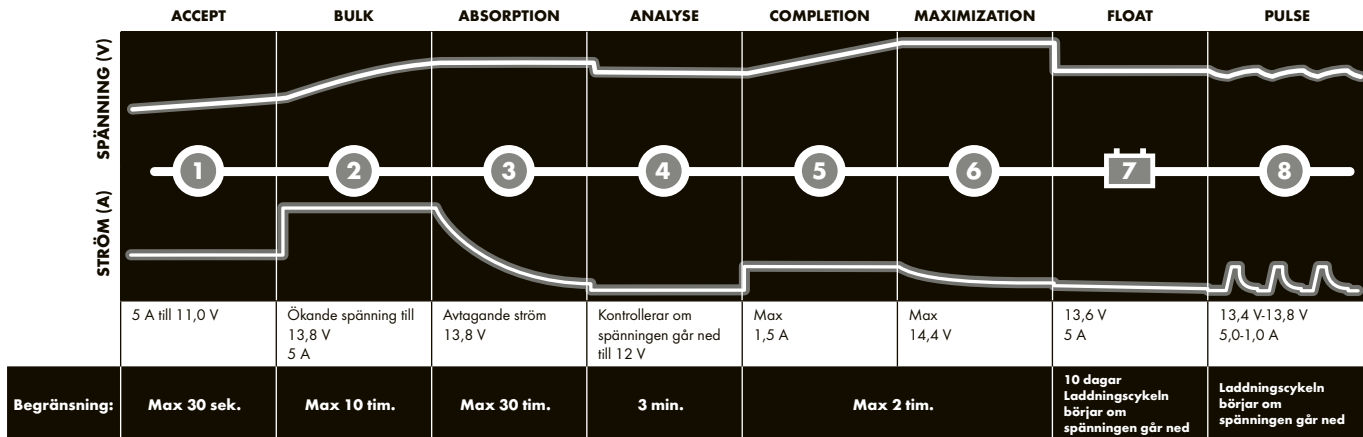 ACCEPT BULK ABSORPTION ANALYSE COMPLETION MAXIMIZATION FLOAT PULSE
SPÄNNING (V)
1 2 3 4 5 6 7 8
STRÖM (A)
5 A till 11,0 V
Ökande spänning till
13,8 V
5 A
Avtagande ström
13,8 V
Kontrollerar om
spänningen går ned
till 12 V
Max
1,5 A
Max
14,4 V
13,6 V
5 A
13,4 V-13,8 V
5,0-1,0 A
Begränsning:
Max 30 sek.
Max 10 tim.
Max 30 tim.
3 min.
Max 2 tim.
10 dagar
Laddningscykeln
börjar om
spänningen går ned
Laddningscykeln
börjar om
spänningen går ned